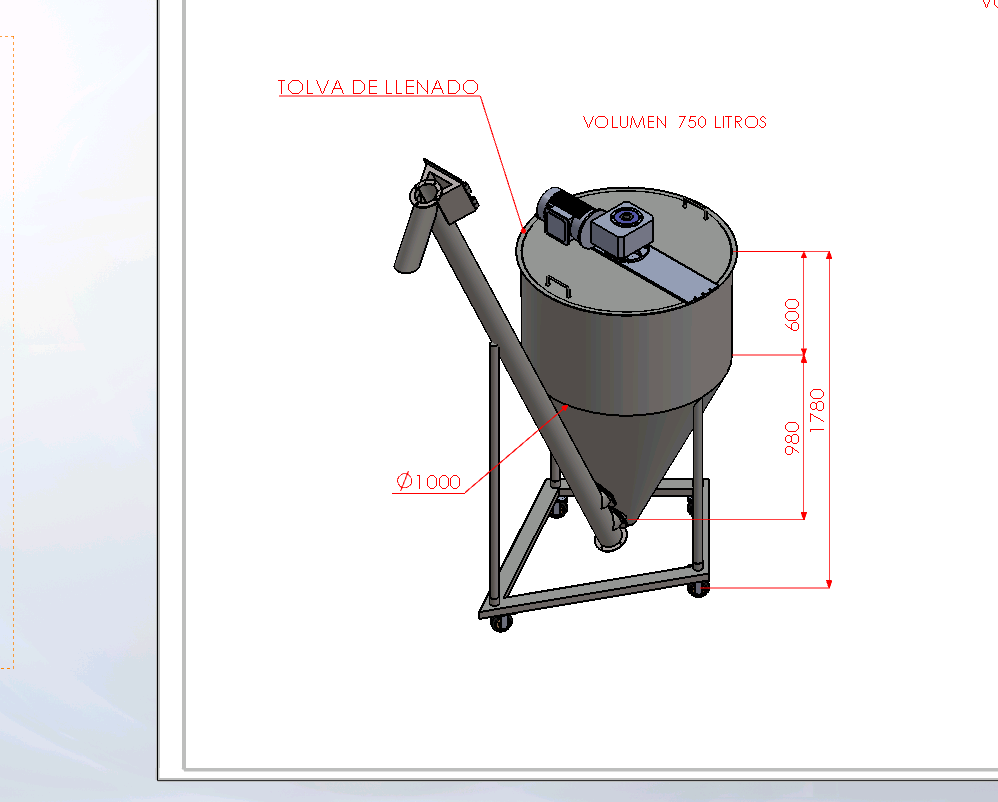 TOLVA DE LLENADO
VOLUMEN 750 LITROS
600
1780
980
Ø1000